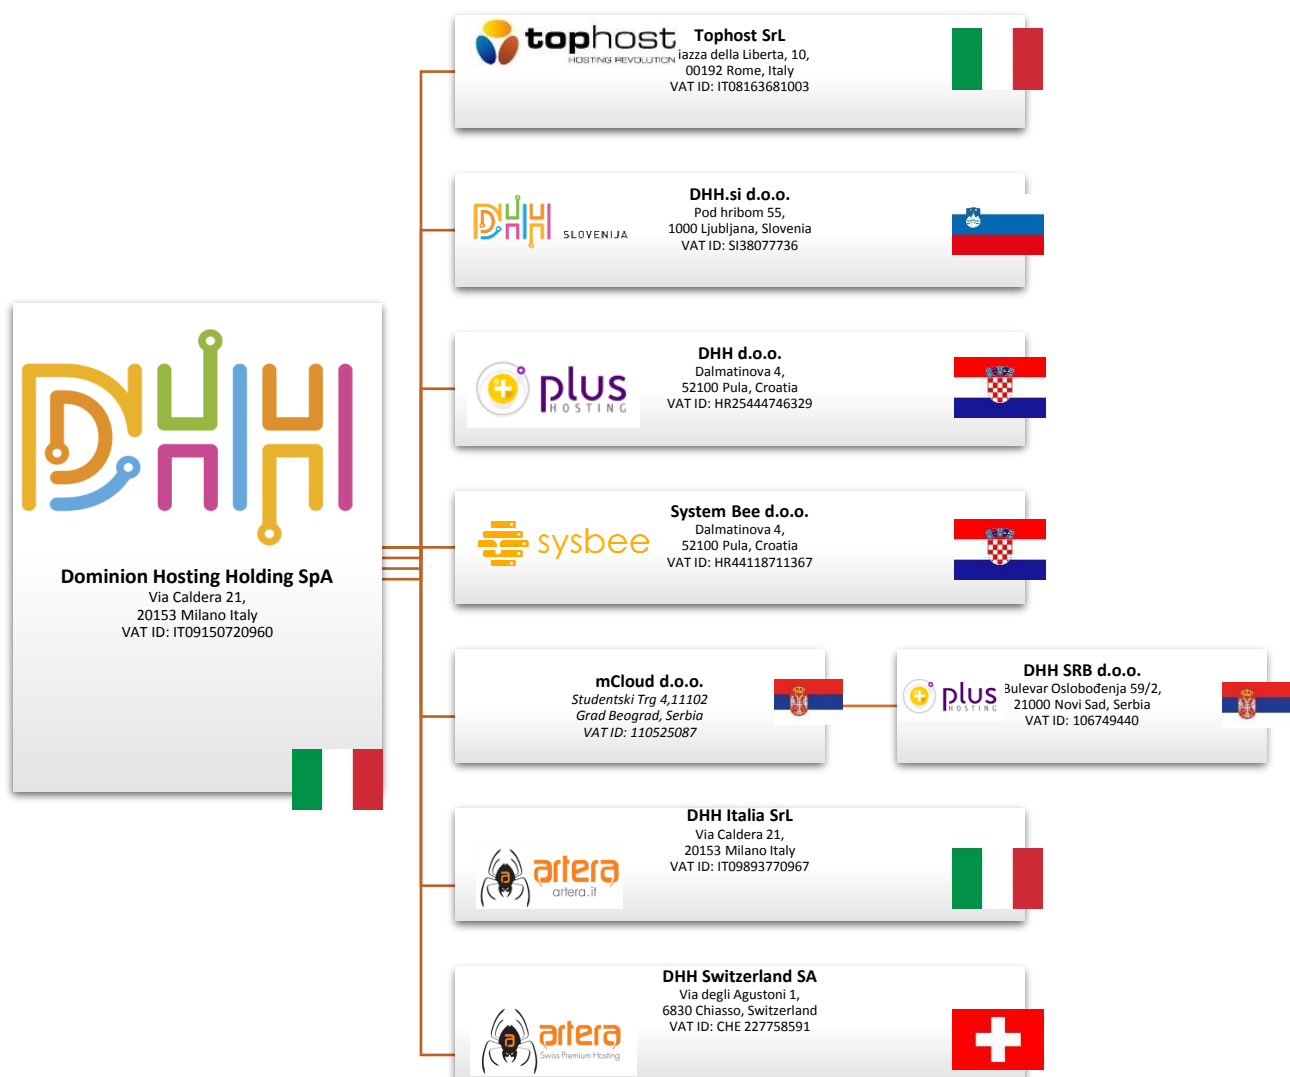 tophost
HOSTING REVOLUTION
Tophost SrL
iazza della Liberta, 10,
00192 Rome, Italy
VAT ID: IT08163681003
DHH
SLOVENIJA
DHH.si d.o.o.
Pod hribom 55,
1000 Ljubljana, Slovenia
VAT ID: SI38077736
DHH
Dominion Hosting Holding SpA
Via Caldera 21,
20153 Milano Italy
VAT ID: IT09150720960
plus
HOSTING
DHH d.o.o.
Dalmatinova 4,
52100 Pula, Croatia
VAT ID: HR25444746329
sysbee
System Bee d.o.o.
Dalmatinova 4,
52100 Pula, Croatia
VAT ID: HR44118711367
mCloud d.o.o.
Studentski Trg 4,11102
Grad Beograd, Serbia
VAT ID: 110525087
plus
HOSTING
DHH SRB d.o.o.
Bulevar Oslobođenja 59/2,
21000 Novi Sad, Serbia
VAT ID: 106749440
a artera
artera.it
DHH Italia SrL
Via Caldera 21,
20153 Milano Italy
VAT ID: IT09893770967
a artera
Swiss Premium Hosting
DHH Switzerland SA
Via degli Agustoni 1,
6830 Chiasso, Switzerland
VAT ID: CHE 227758591